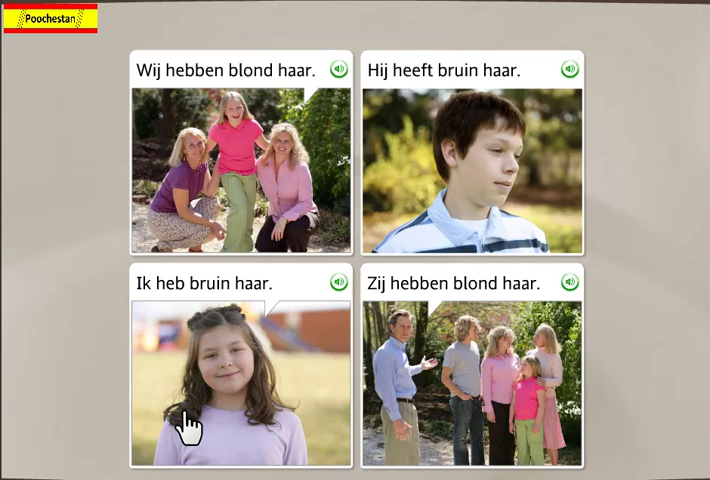 Poochestan
Wij hebben blond haar.
Hij heeft bruin haar.
Ik heb bruin haar.
Zij hebben blond haar.